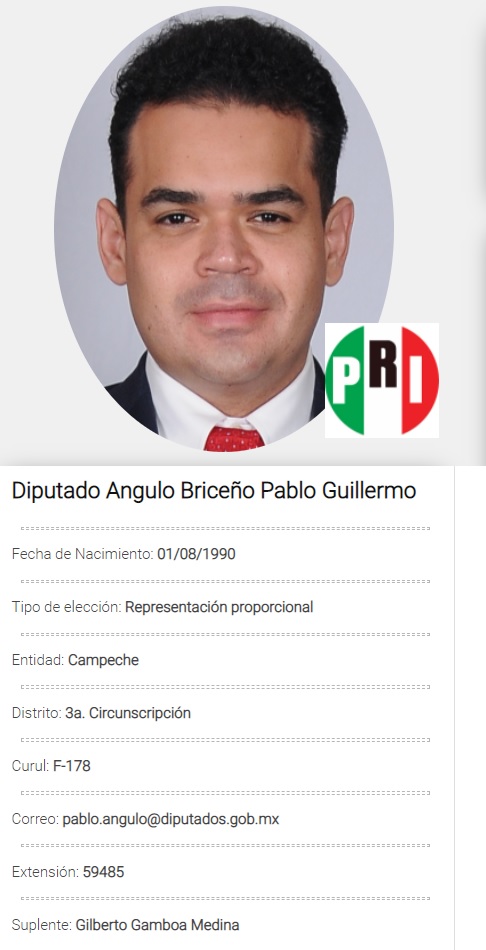 PRI
Diputado Angulo Briceño Pablo Guillermo
Fecha de Nacimiento: 01/08/1990
Tipo de elección: Representación proporcional
Entidad: Campeche
Distrito: 3a. Circunscripción
Curul: F-178
Correo: pablo.angulo@diputados.gob.mx
Extensión: 59485
Suplente: Gilberto Gamboa Medina